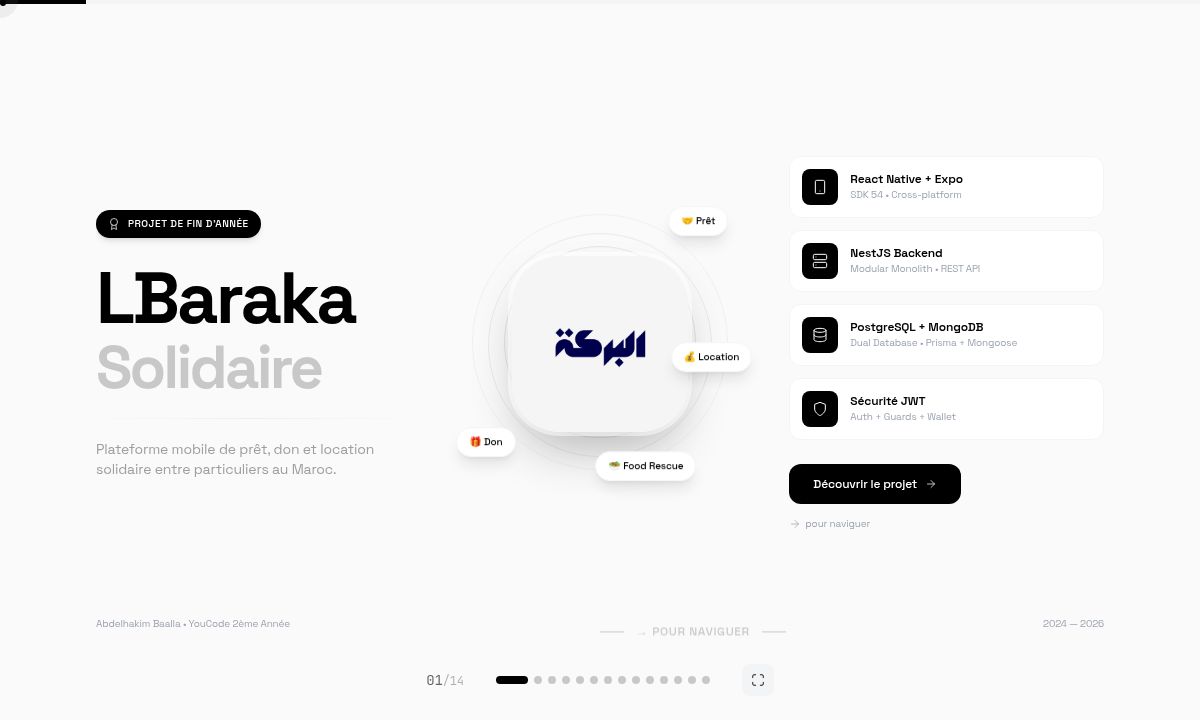 PROJET DE FIN D'ANNÉE
LBaraka
Solidaire
Plateforme mobile de prêt, don et location
solidaire entre particuliers au Maroc.
🤝 Prêt
البركة
💰 Location
🎁 Don
🥗 Food Rescue
React Native + Expo
SDK 54 • Cross-platform
NestJS Backend
Modular Monolith • REST API
PostgreSQL + MongoDB
Dual Database • Prisma + Mongoose
Sécurité JWT
Auth + Guards + Wallet
Découvrir le projet →
→ pour naviguer
Abdelhakim Baalla • YouCode 2ème Année
→ POUR NAVIGUER
2024 — 2026
01/14